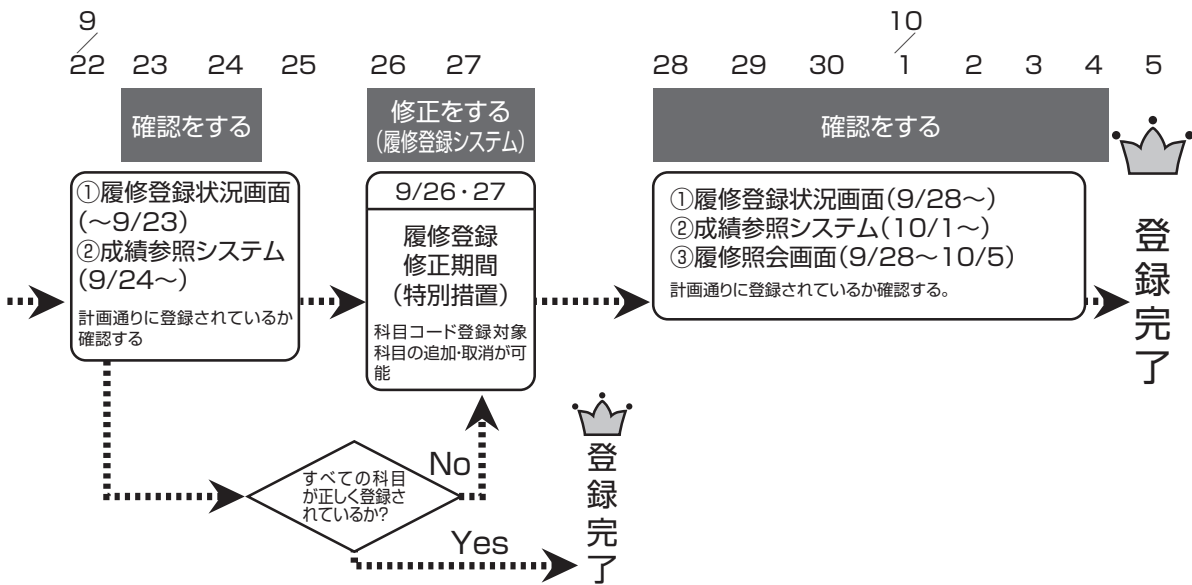 9
22 23 24 25 26 27
10
28 29 30 1 2 3 4 5
確認をする
修正をする
(履修登録システム)
確認をする
①履修登録状況画面
(～9/23)
②成績参照システム
(9/24～)
計画通りに登録されているか
確認する
9/26・27
履修登録
修正期間
(特別措置)
科目コード登録対象
科目の追加・取消が可
能
①履修登録状況画面(9/28～)
②成績参照システム(10/1～)
③履修照会画面(9/28～10/5)
計画通りに登録されているか確認する。
登録完了
すべての科目
が正しく登録さ
れているか?
No
Yes
登録完了